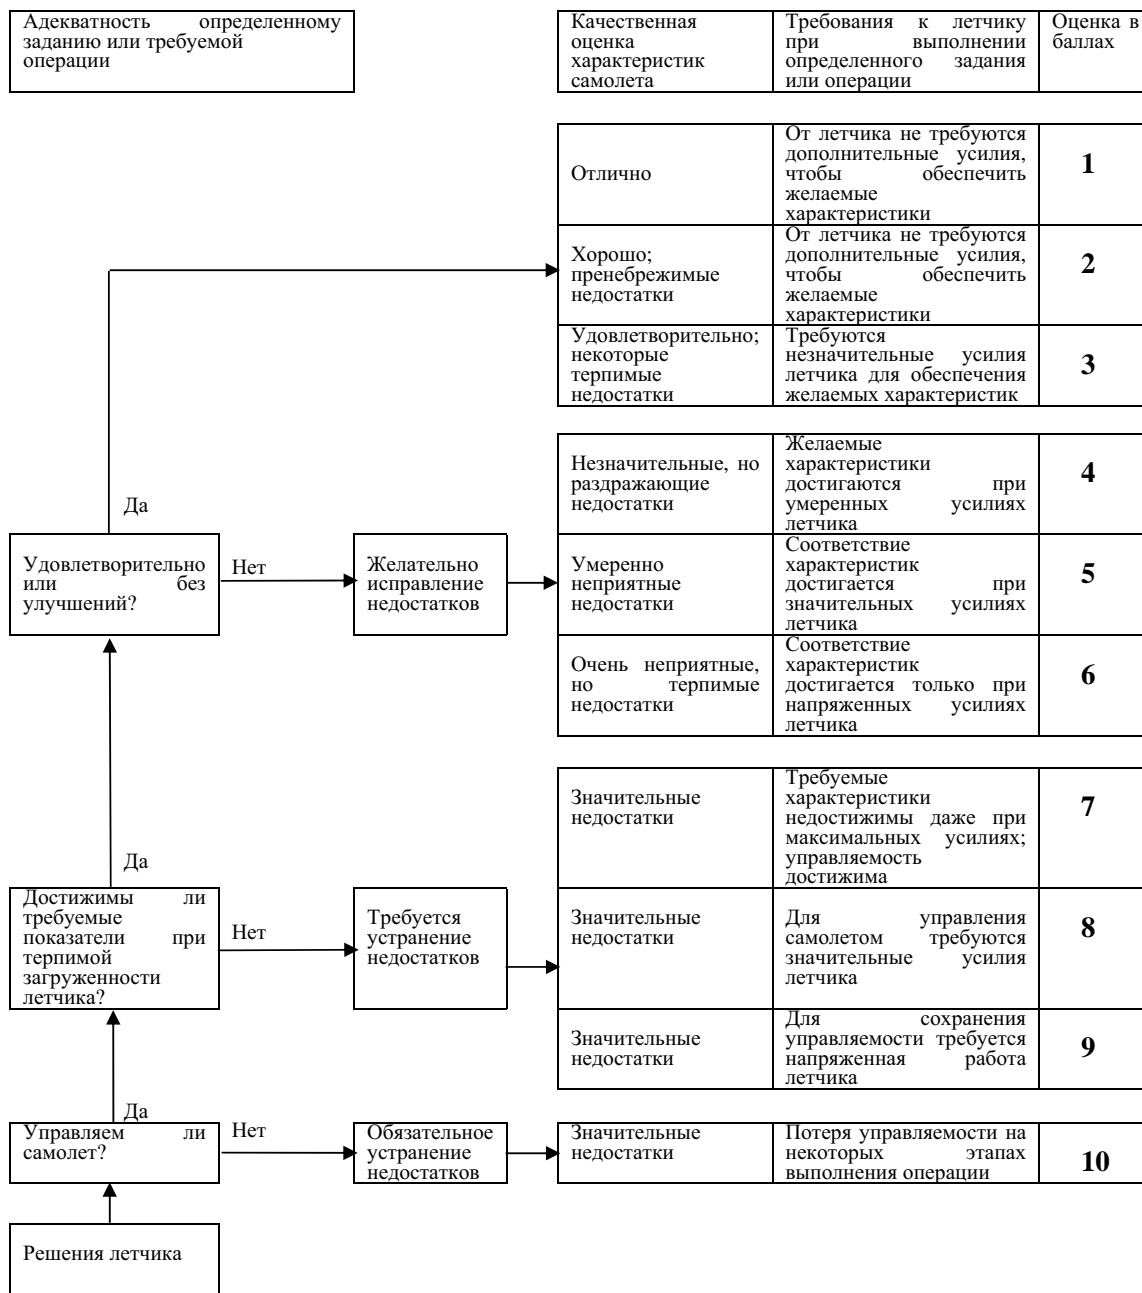 Адекватность определенному
заданию или требуемой
операции
Качественная
оценка
характеристик
самолета
Требования к летчику
при выполнении
определенного задания
или операции
Оценка в
баллах
Отлично
От летчика не требуются
дополнительные усилия,
чтобы обеспечить
желаемые
характеристики
1
Хорошо;
пренебрежимые
недостатки
От летчика не требуются
дополнительные усилия,
чтобы обеспечить
желаемые
характеристики
2
Удовлетворительно;
некоторые
терпимые
недостатки
Требуются
незначительные усилия
летчика для обеспечения
желаемых характеристик
3
Незначительные, но
раздражающие
недостатки
Желаемые
характеристики
достигаются при
умеренных усилиях
летчика
4
Да
Удовлетворительно
или без
улучшений?
Нет
Желательно
исправление
недостатков
Умеренно
неприятные
недостатки
Соответствие
характеристик
достигается при
значительных усилиях
летчика
5
Очень неприятные,
но терпимые
недостатки
Соответствие
характеристик
достигается только при
напряженных усилиях
летчика
6
Значительные
недостатки
Требуемые
характеристики
недостижимы даже при
максимальных усилиях;
управляемость
достижима
7
Да
Достижимы ли
требуемые
показатели при
терпимой
загруженности
летчика?
Нет
Требуется
устранение
недостатков
Значительные
недостатки
Для управления
самолетом требуются
значительные усилия
летчика
8
Значительные
недостатки
Для сохранения
управляемости требуется
напряженная работа
летчика
9
Да
Управляем ли
самолет?
Нет
Обязательное
устранение
недостатков
Значительные
недостатки
Потеря управляемости на
некоторых этапах
выполнения операции
10
Решения летчика